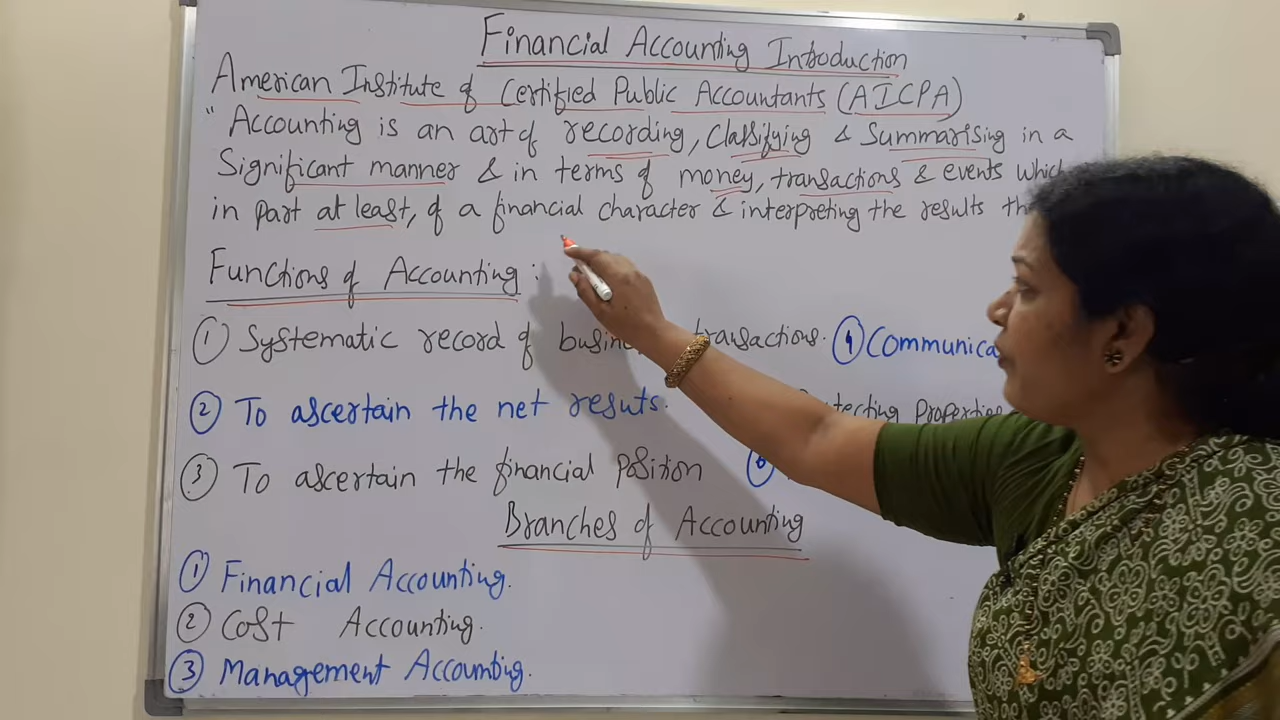 Financial Accounting Introduction
American Institute of Certified Public Accountants (AICPA)
" Accounting is an art of recording, Classifying & Summarising in a
Significant manner & in terms of money, transactions & events which
in part at least, of a financial character & interpreting the results
Functions of Accounting :
① Systematic record of transactions.
② To ascertain the net resuts.
③ To ascertain the financial position
④
Properties
⑥
Branches of Accounting
① Financial Accounting.
② Cost Accounting.
③ Management Accounting.